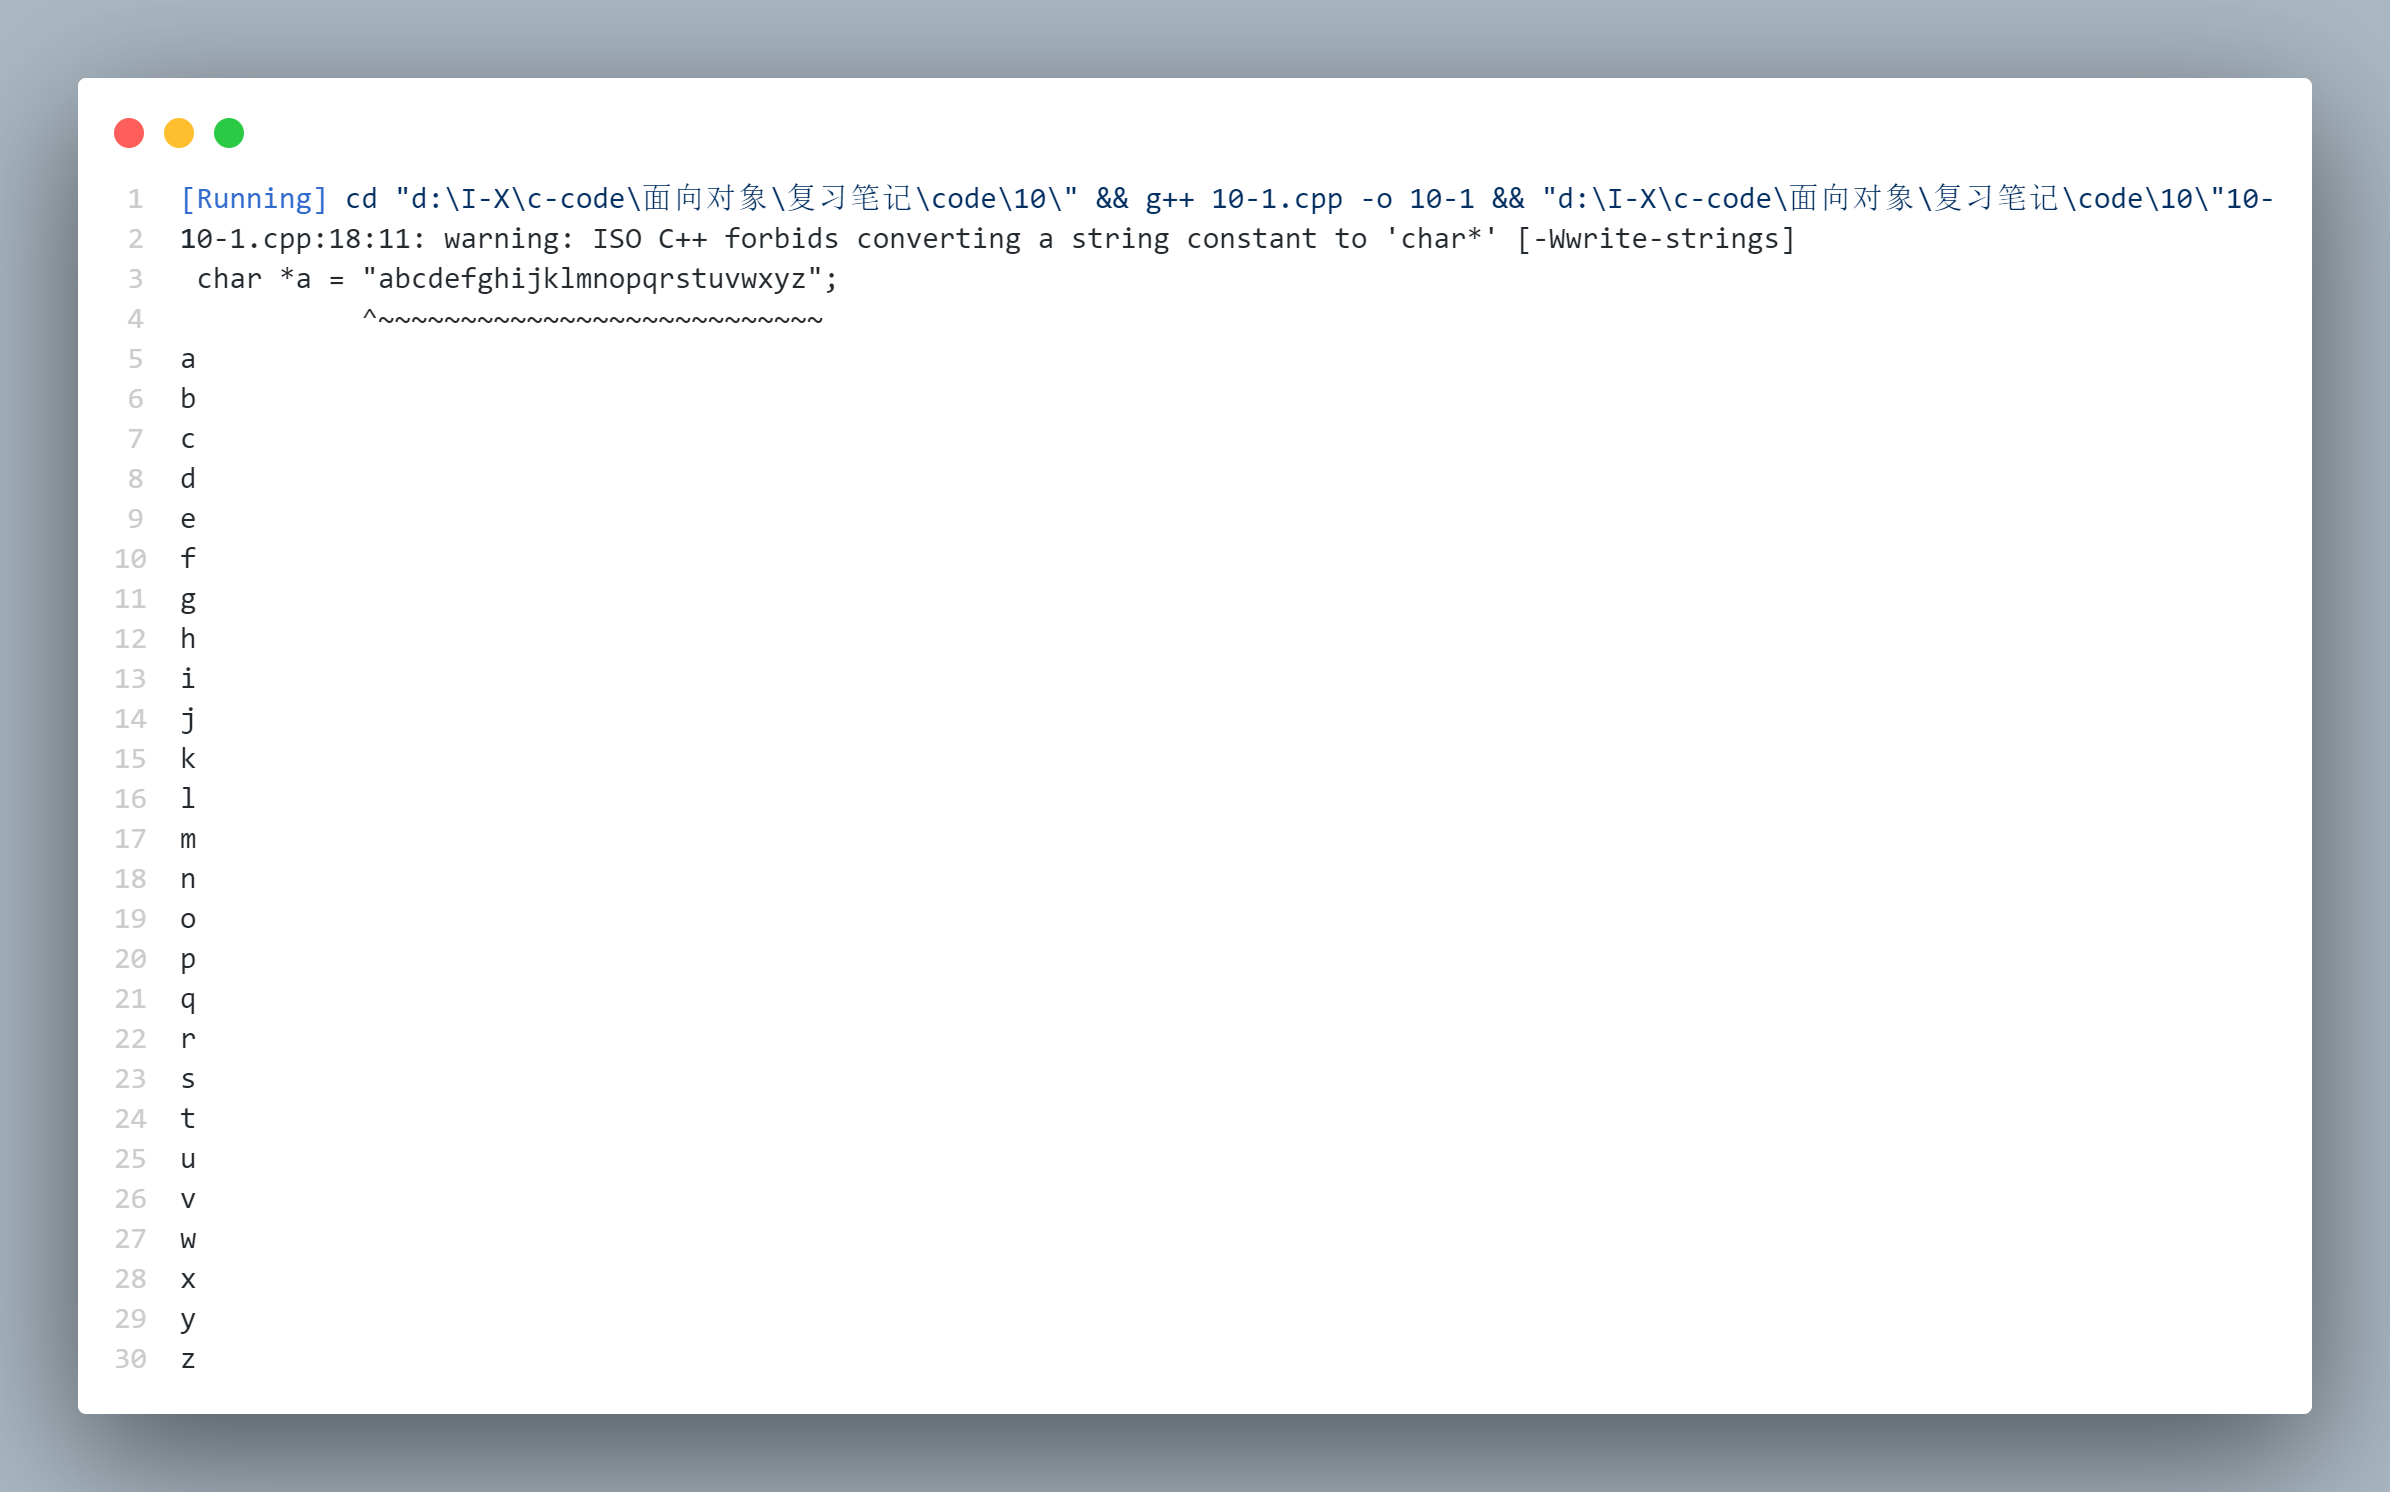 1 [Running] cd "d:\I-X\c-code\面向对象\复习笔记\code\10\" && g++ 10-1.cpp -o 10-1 && "d:\I-X\c-code\面向对象\复习笔记\code\10\"10-
2 10-1.cpp:18:11: warning: ISO C++ forbids converting a string constant to 'char*' [-Wwrite-strings]
3  char *a = "abcdefghijklmnopqrstuvwxyz";
4            ^~~~~~~~~~~~~~~~~~~~~~~~~~~~
5 a
6 b
7 c
8 d
9 e
10 f
11 g
12 h
13 i
14 j
15 k
16 l
17 m
18 n
19 o
20 p
21 q
22 r
23 s
24 t
25 u
26 v
27 w
28 x
29 y
30 z